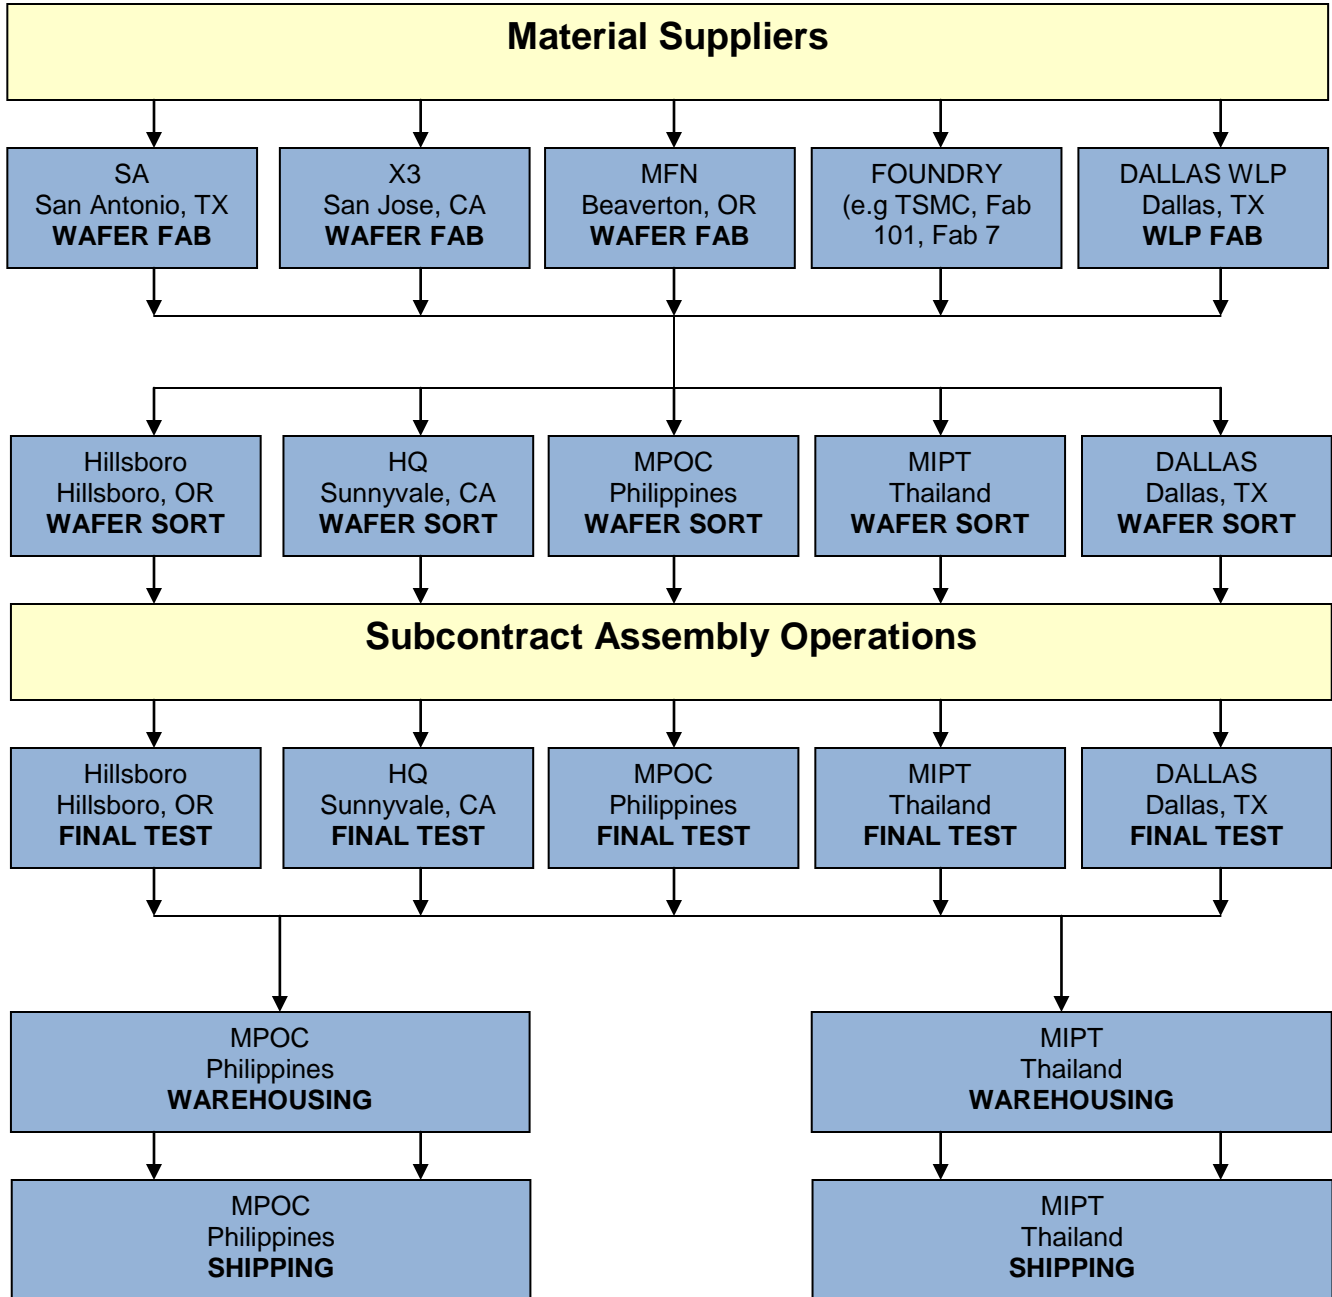 Material Suppliers
SA
San Antonio, TX
WAFER FAB
X3
San Jose, CA
WAFER FAB
MFN
Beaverton, OR
WAFER FAB
FOUNDRY
(e.g TSMC, Fab
101, Fab 7
DALLAS WLP
Dallas, TX
WLP FAB
Hillsboro
Hillsboro, OR
WAFER SORT
HQ
Sunnyvale, CA
WAFER SORT
MPOC
Philippines
WAFER SORT
MIPT
Thailand
WAFER SORT
DALLAS
Dallas, TX
WAFER SORT
Subcontract Assembly Operations
Hillsboro
Hillsboro, OR
FINAL TEST
HQ
Sunnyvale, CA
FINAL TEST
MPOC
Philippines
FINAL TEST
MIPT
Thailand
FINAL TEST
DALLAS
Dallas, TX
FINAL TEST
MPOC
Philippines
WAREHOUSING
MIPT
Thailand
WAREHOUSING
MPOC
Philippines
SHIPPING
MIPT
Thailand
SHIPPING